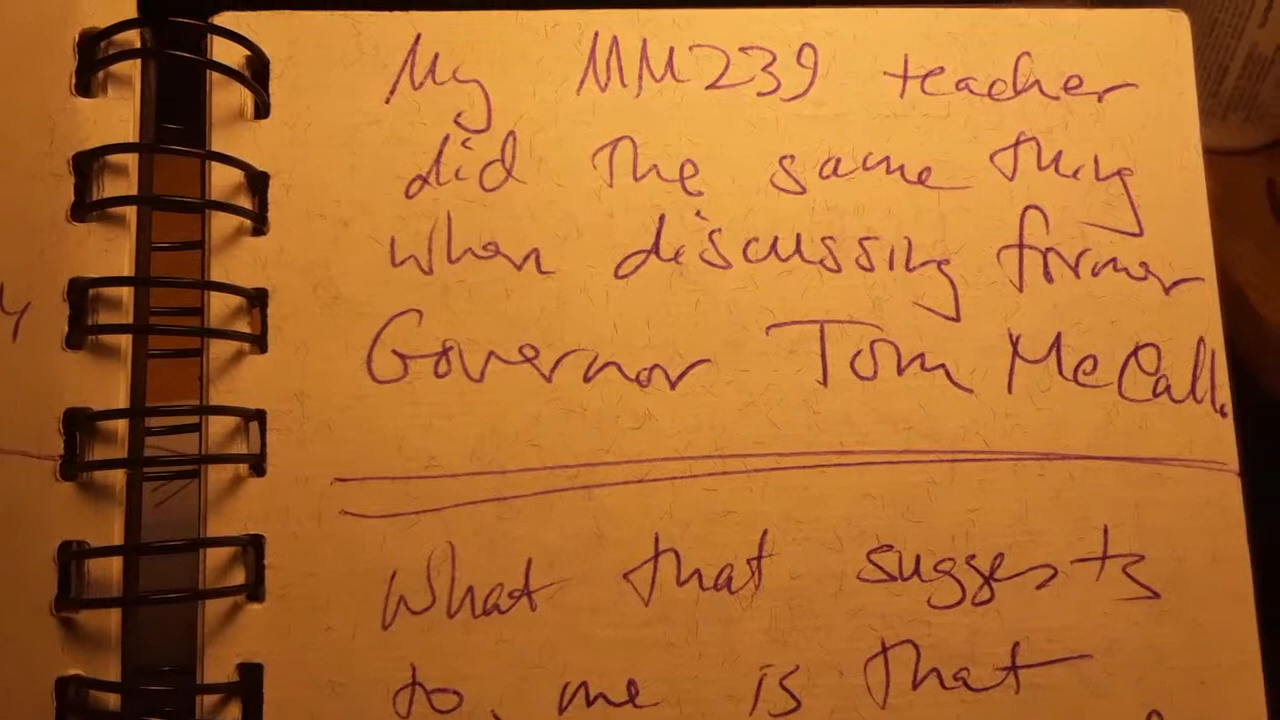 My MM239 teacher
did the same thing
when discussing former
Governor Tom McCall.
What that suggests
to me is that